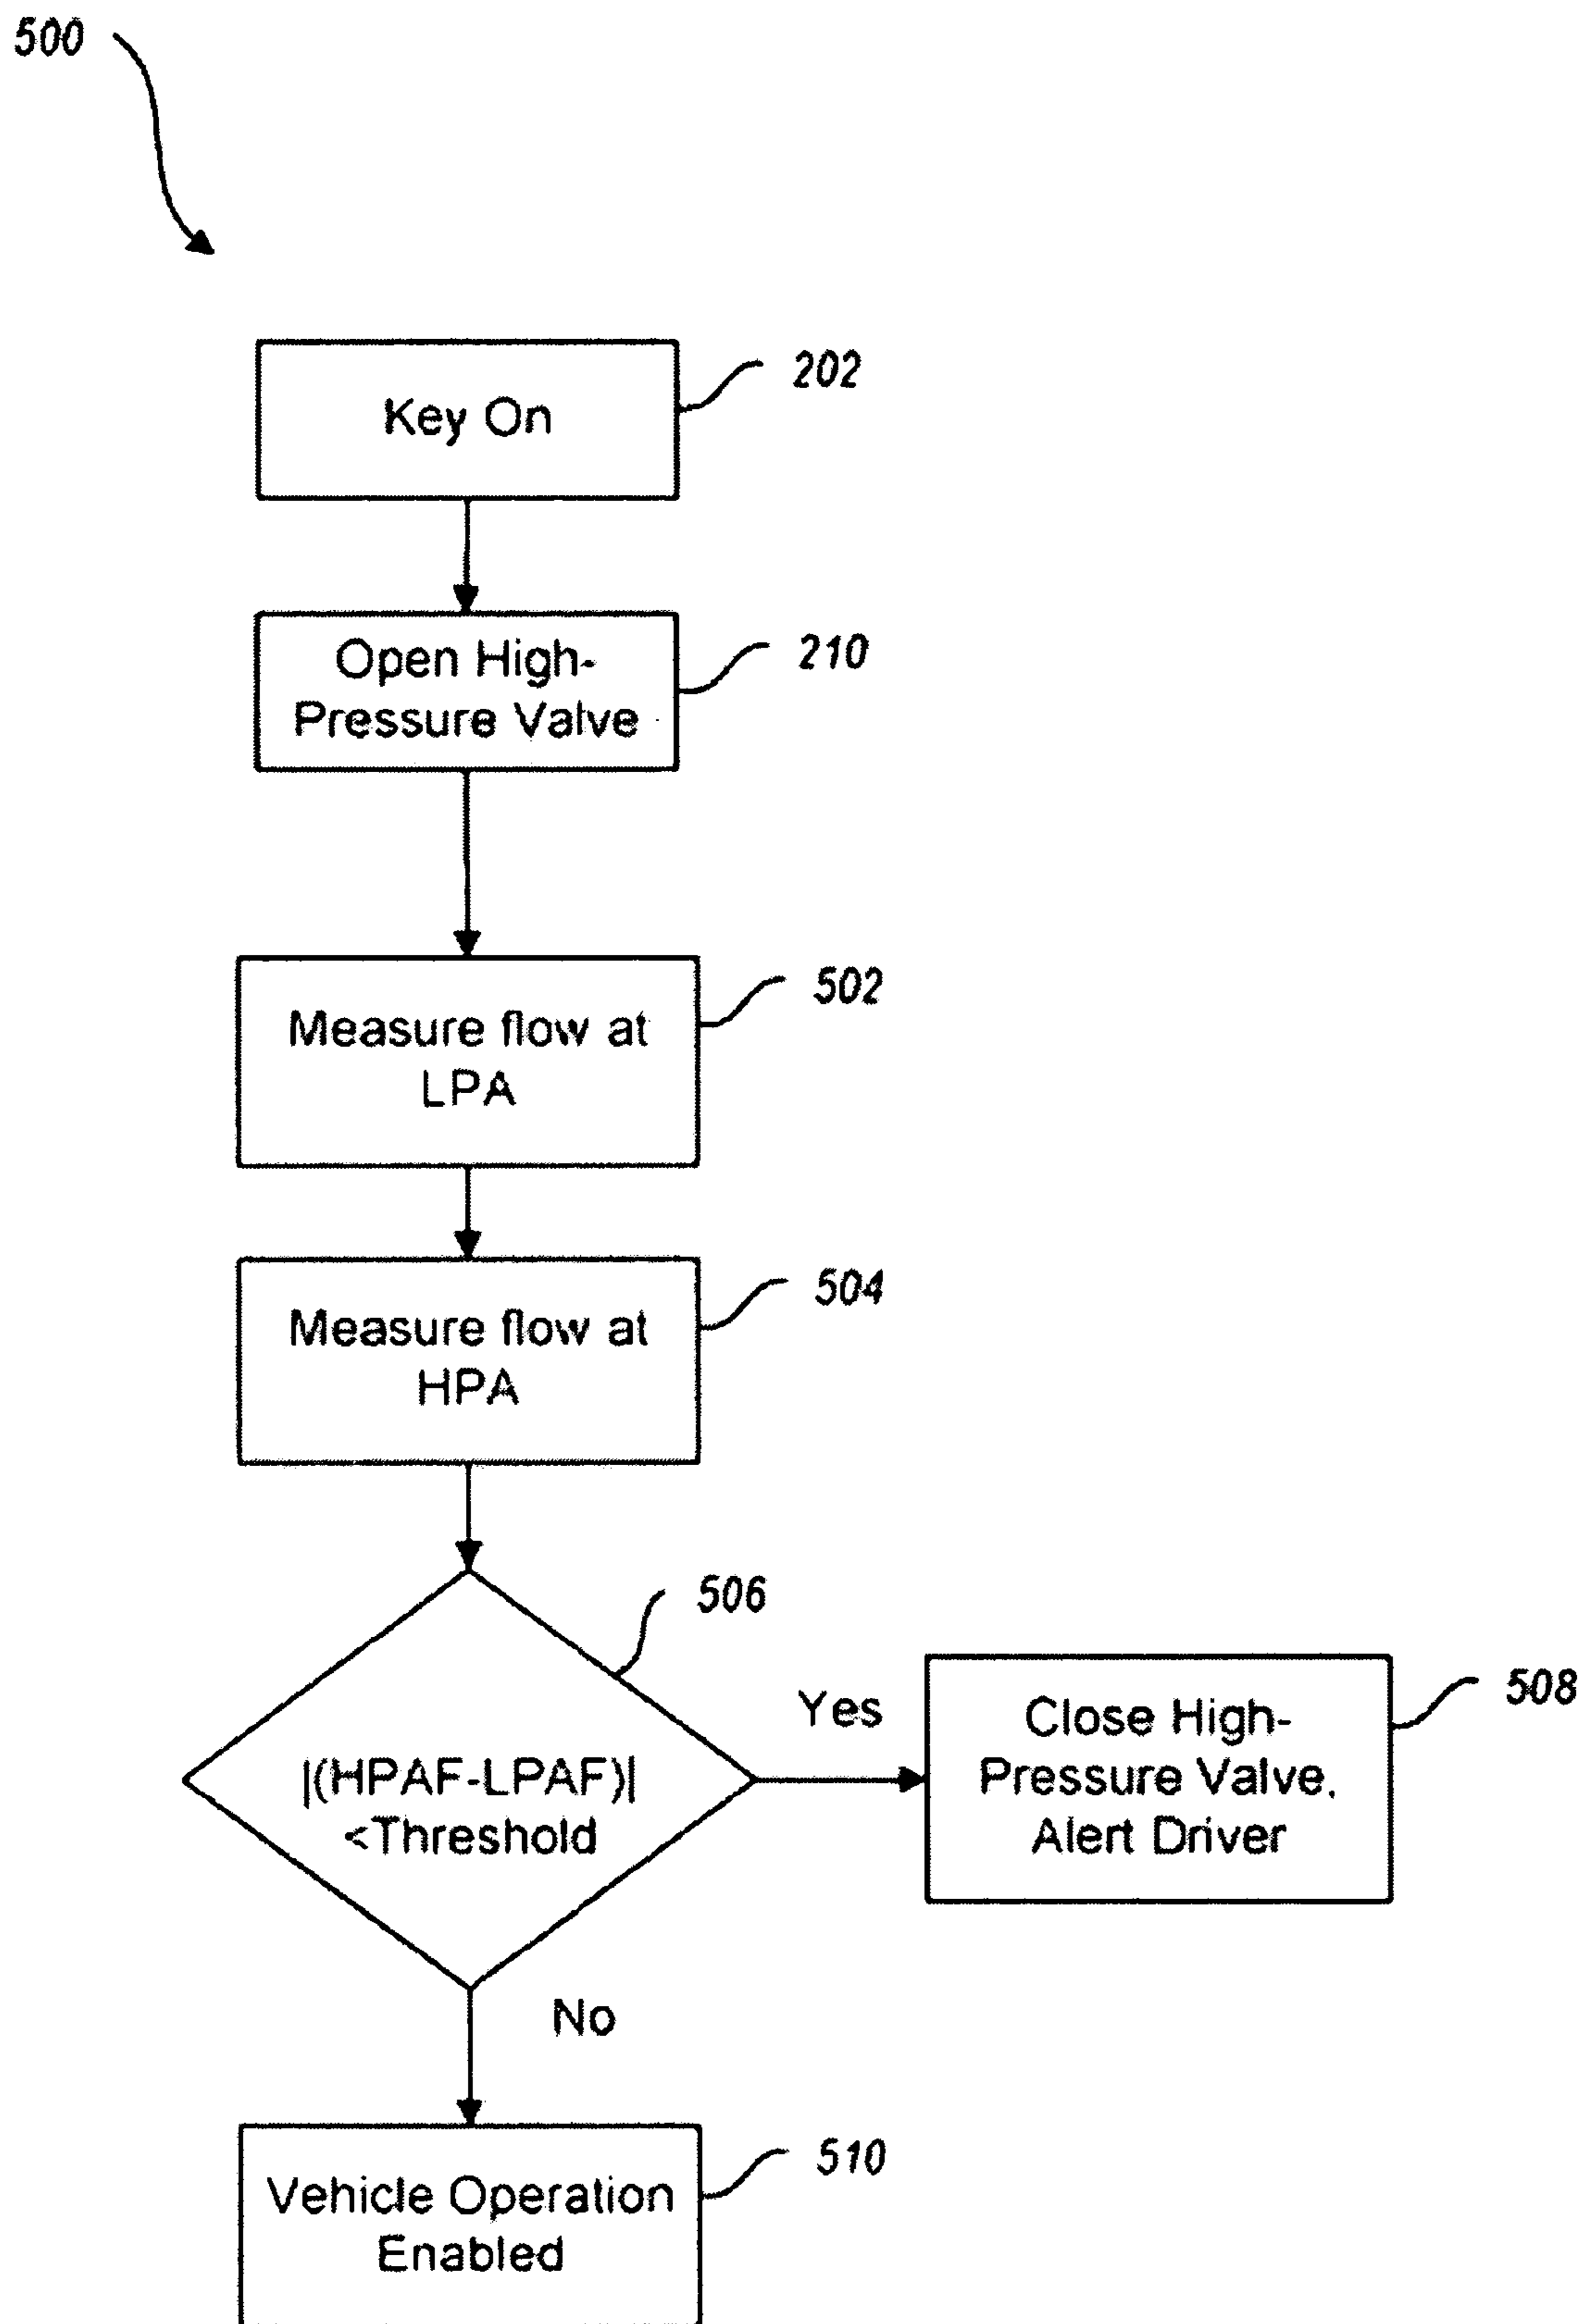 500
Key On
202
Open High-
Pressure Valve
210
Measure flow at
LPA
502
Measure flow at
HPA
504
506
|(HPAF-LPAF)|
<Threshold
Yes
Close High-
Pressure Valve,
Alert Driver
508
No
Vehicle Operation
Enabled
510